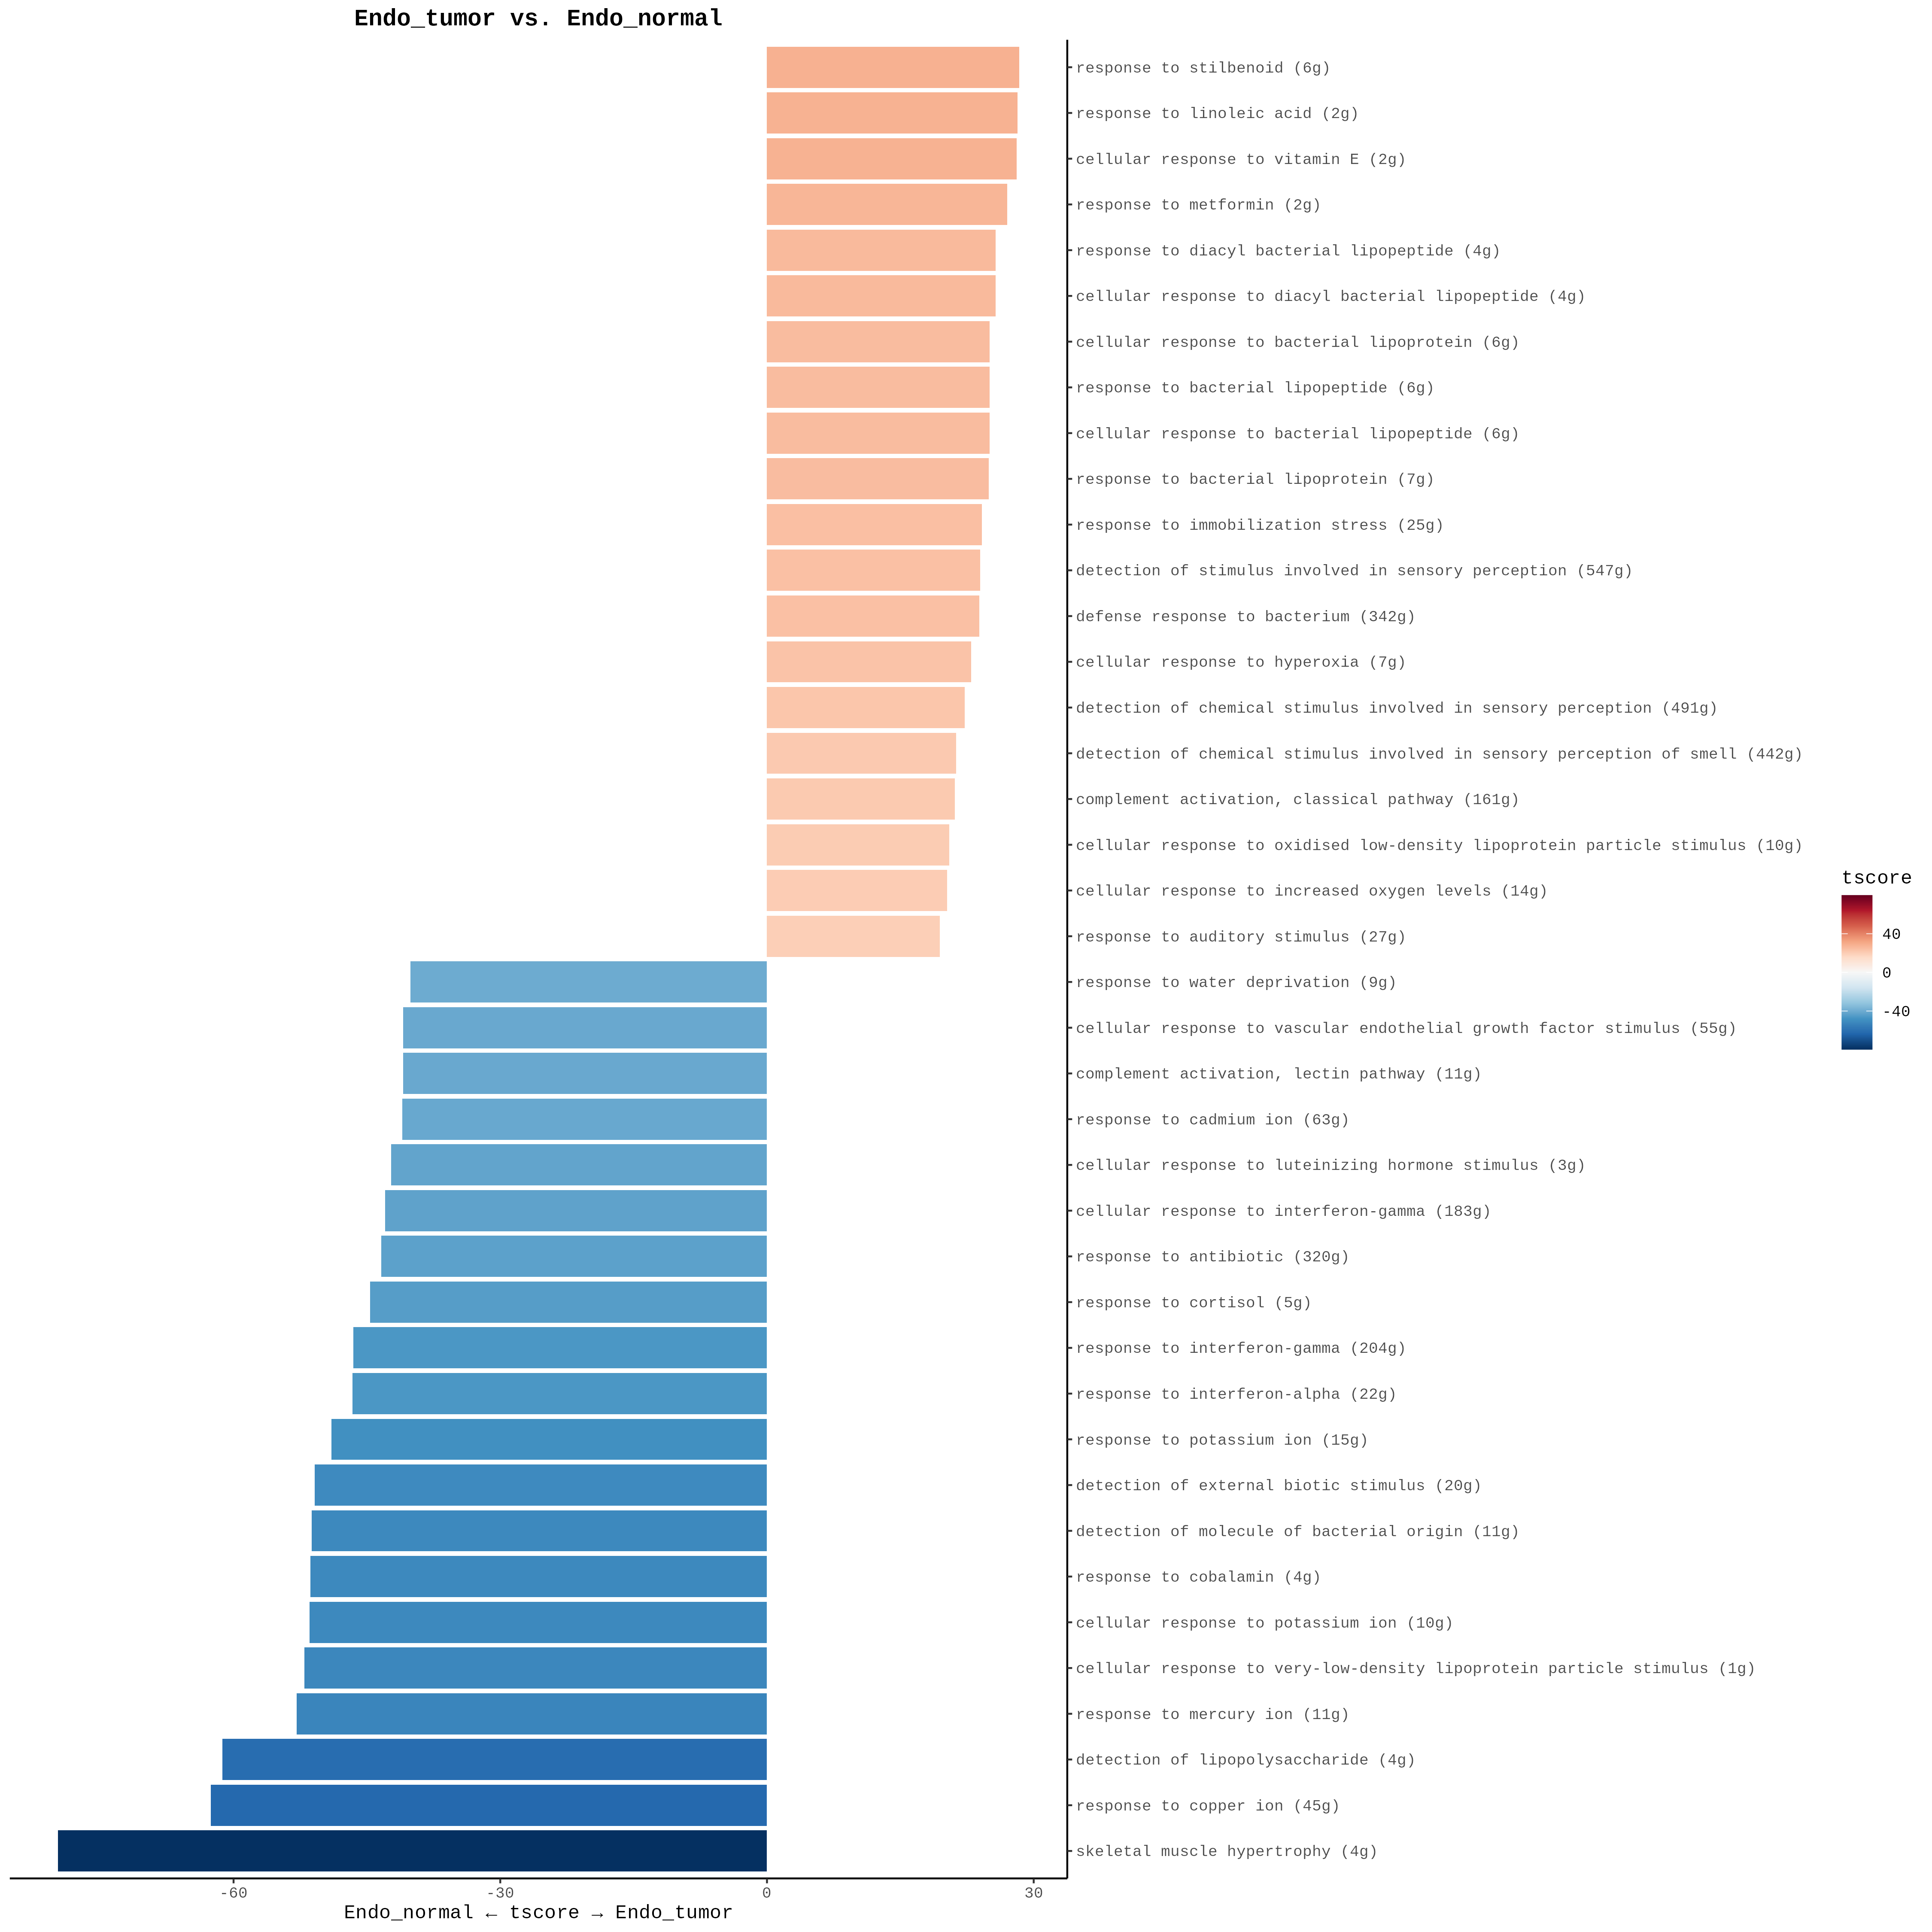 Endo_tumor vs. Endo_normal
response to stilbenoid (6g)
response to linoleic acid (2g)
cellular response to vitamin E (2g)
response to metformin (2g)
response to diacyl bacterial lipopeptide (4g)
cellular response to diacyl bacterial lipopeptide (4g)
cellular response to bacterial lipoprotein (6g)
response to bacterial lipopeptide (6g)
cellular response to bacterial lipopeptide (6g)
response to bacterial lipoprotein (7g)
response to immobilization stress (25g)
detection of stimulus involved in sensory perception (547g)
defense response to bacterium (342g)
cellular response to hyperoxia (7g)
detection of chemical stimulus involved in sensory perception (491g)
detection of chemical stimulus involved in sensory perception of smell (442g)
complement activation, classical pathway (161g)
cellular response to oxidised low-density lipoprotein particle stimulus (10g)
cellular response to increased oxygen levels (14g)
response to auditory stimulus (27g)
response to water deprivation (9g)
cellular response to vascular endothelial growth factor stimulus (55g)
complement activation, lectin pathway (11g)
response to cadmium ion (63g)
cellular response to luteinizing hormone stimulus (3g)
cellular response to interferon-gamma (183g)
response to antibiotic (320g)
response to cortisol (5g)
response to interferon-gamma (204g)
response to interferon-alpha (22g)
response to potassium ion (15g)
detection of external biotic stimulus (20g)
detection of molecule of bacterial origin (11g)
response to cobalamin (4g)
cellular response to potassium ion (10g)
cellular response to very-low-density lipoprotein particle stimulus (1g)
response to mercury ion (11g)
detection of lipopolysaccharide (4g)
response to copper ion (45g)
skeletal muscle hypertrophy (4g)
-60 -30 0 30
Endo_normal ← tscore → Endo_tumor
tscore
40
0
-40